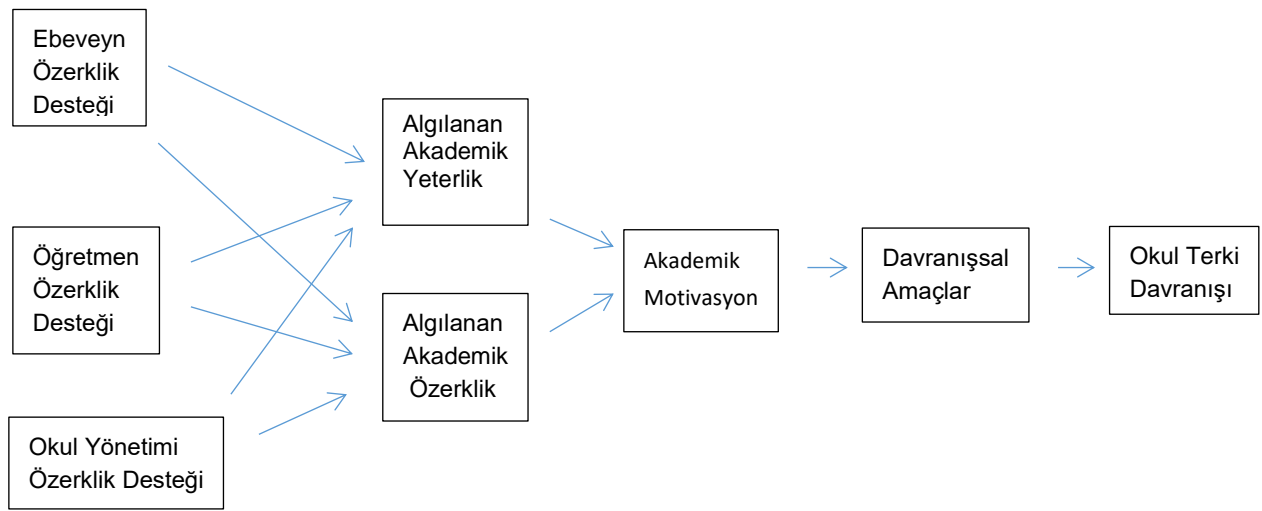 Ebeveyn
Özerklik
Desteği
Öğretmen
Özerklik
Desteği
Okul Yönetimi
Özerklik Desteği
Algılanan
Akademik
Yeterlik
Algılanan
Akademik
Özerklik
Akademik
Motivasyon
Davranışsal
Amaçlar
Okul Terki
Davranışı